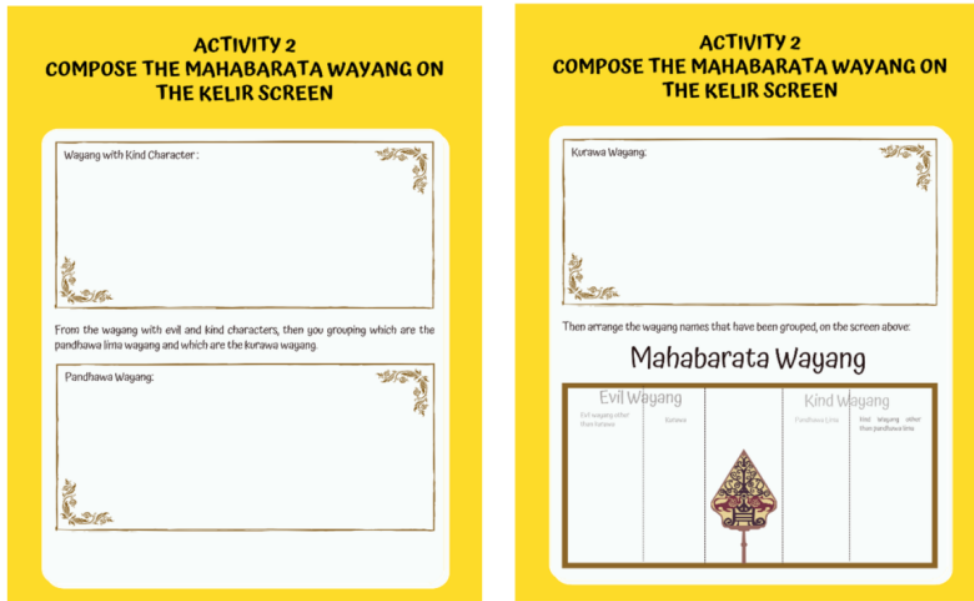 ACTIVITY 2
COMPOSE THE MAHABARATA WAYANG ON
THE KELIR SCREEN
Wayang with Kind Character :
From the wayang with evil and kind characters, then you grouping which are the
pandhawa lima wayang and which are the kurawa wayang.
Pandhawa Wayang:
ACTIVITY 2
COMPOSE THE MAHABARATA WAYANG ON
THE KELIR SCREEN
Kurawa Wayang:
Then arrange the wayang names that have been grouped, on the screen above:
Mahabarata Wayang
Evil Wayang
Kind Wayang
Evil wayang other
than kurawa
Kurawa
Pandhawa Lima
Kind wayang other
than pandhawa lima